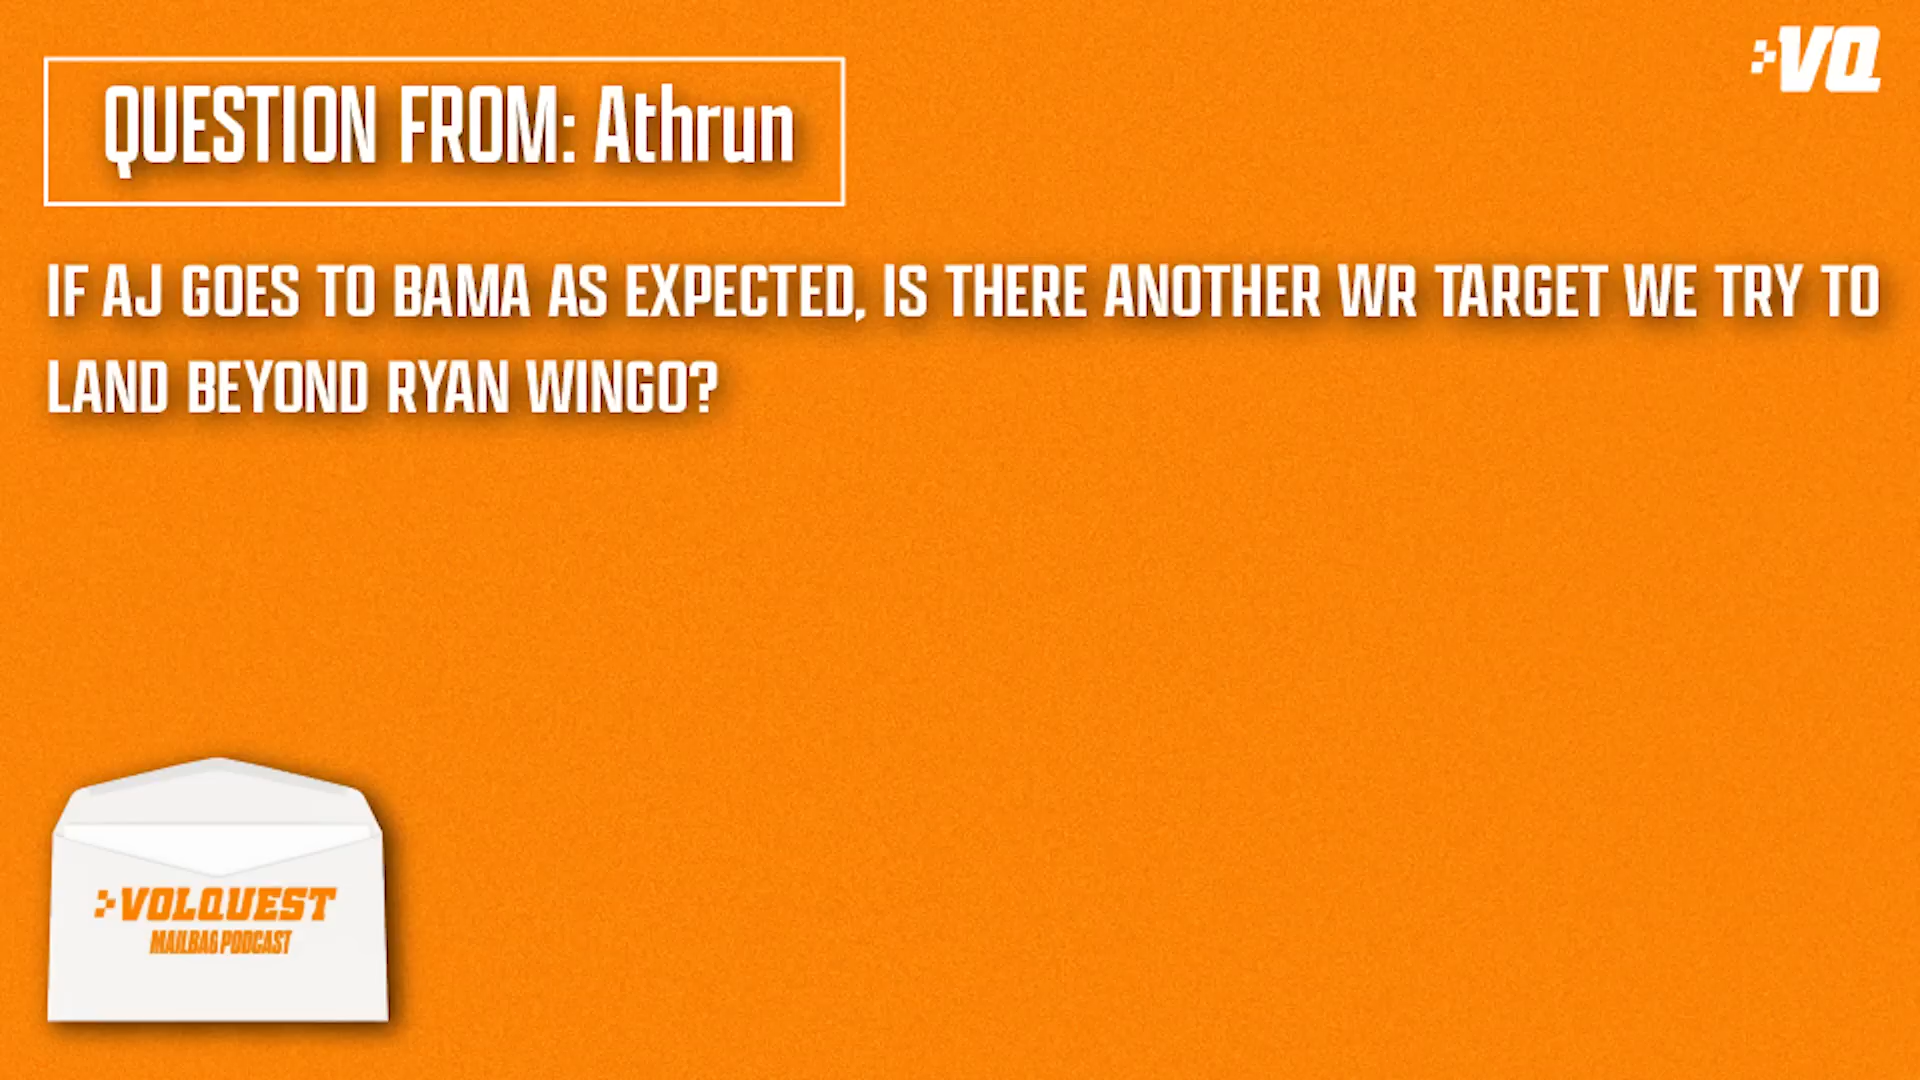 VQ
QUESTION FROM: Athrun
IF AJ GOES TO BAMA AS EXPECTED, IS THERE ANOTHER WR TARGET WE TRY TO
LAND BEYOND RYAN WINGO?
VOLQUEST
MAILBAG PODCAST